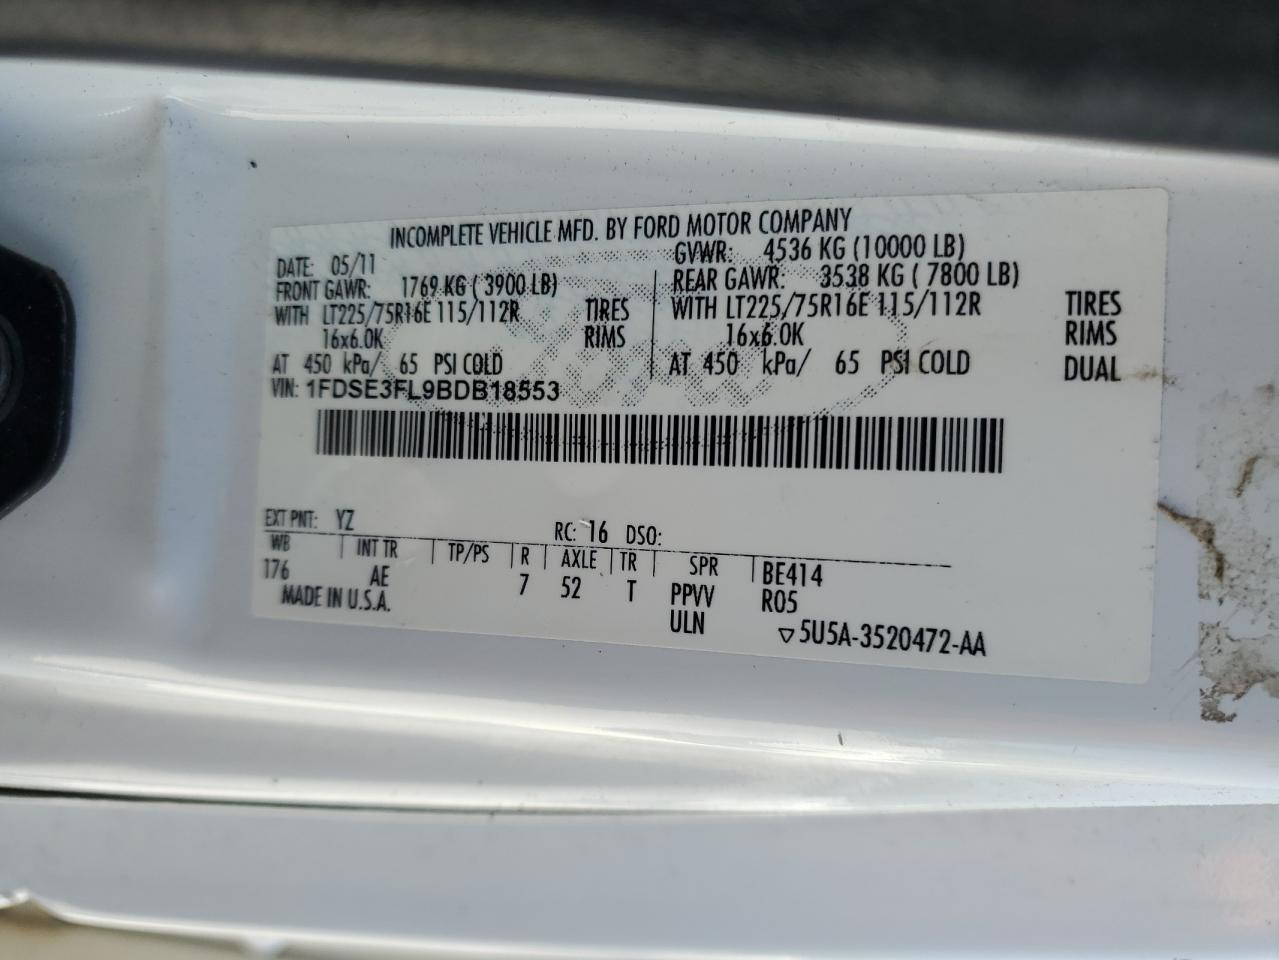 INCOMPLETE VEHICLE MFD. BY FORD MOTOR COMPANY
DATE: 05/11 GVWR: 4536 KG (10000 LB)
FRONT GAWR: 1769 KG ( 3900 LB) REAR GAWR: 3538 KG ( 7800 LB)
WITH LT225/75R16E 115/112R TIRES WITH LT225/75R16E 115/112R TIRES
16x6.0K RIMS 16x6.0K RIMS
AT 450 kPa/ 65 PSI COLD AT 450 kPa/ 65 PSI COLD DUAL
VIN: 1FDSE3FL9BDB18553
EXT PNT: YZ RC: 16 DSO:
WB INT TR TP/PS R AXLE TR SPR BE414
176 AE 7 52 T PPVV R05
MADE IN U.S.A. ULN ▽5U5A-3520472-AA